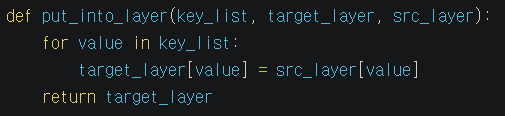 def put_into_layer(key_list, target_layer, src_layer):
    for value in key_list:
        target_layer[value] = src_layer[value]
    return target_layer